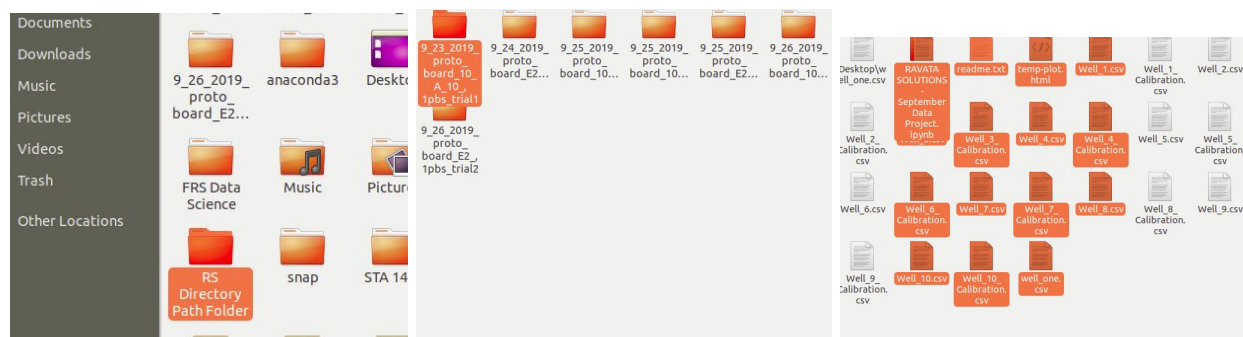 Documents
Downloads
Music
Pictures
Videos
Trash
Other Locations
9_26_2019_
proto_
board_E2...
anaconda3
Deskto
FRS Data
Science
Music
Pictur
RS
Directory
Path Folder
snap
STA 14
9_23_2019_
proto_
board_10_
A_10_,
1pbs_trial1
9_24_2019_
proto_
board_E2...
9_25_2019_
proto_
board_10...
9_25_2019_
proto_
board_10...
9_25_2019_
proto_
board_E2...
9_26_2019_
proto_
board_10...
9_26_2019_
proto_
board_E2_,
1pbs_trial2
Desktop\w
ell_one.csv
RAVATA
SOLUTIONS
-
September
Data
Project.
ipynb
readme.txt
temp-plot.
html
Well_1.csv
Well_1_
Calibration.
csv
Well_2.csv
Well_2_
Calibration.
csv
Well_3_
Calibration.
csv
Well_4.csv
Well_4_
Calibration.
csv
Well_5.csv
Well_5_
Calibration.
csv
Well_6.csv
Well_6_
Calibration.
csv
Well_7.csv
Well_7_
Calibration.
csv
Well_8.csv
Well_8_
Calibration.
csv
Well_9.csv
Well_9_
Calibration.
csv
Well_10.csv
Well_10_
Calibration.
csv
well_one.
csv